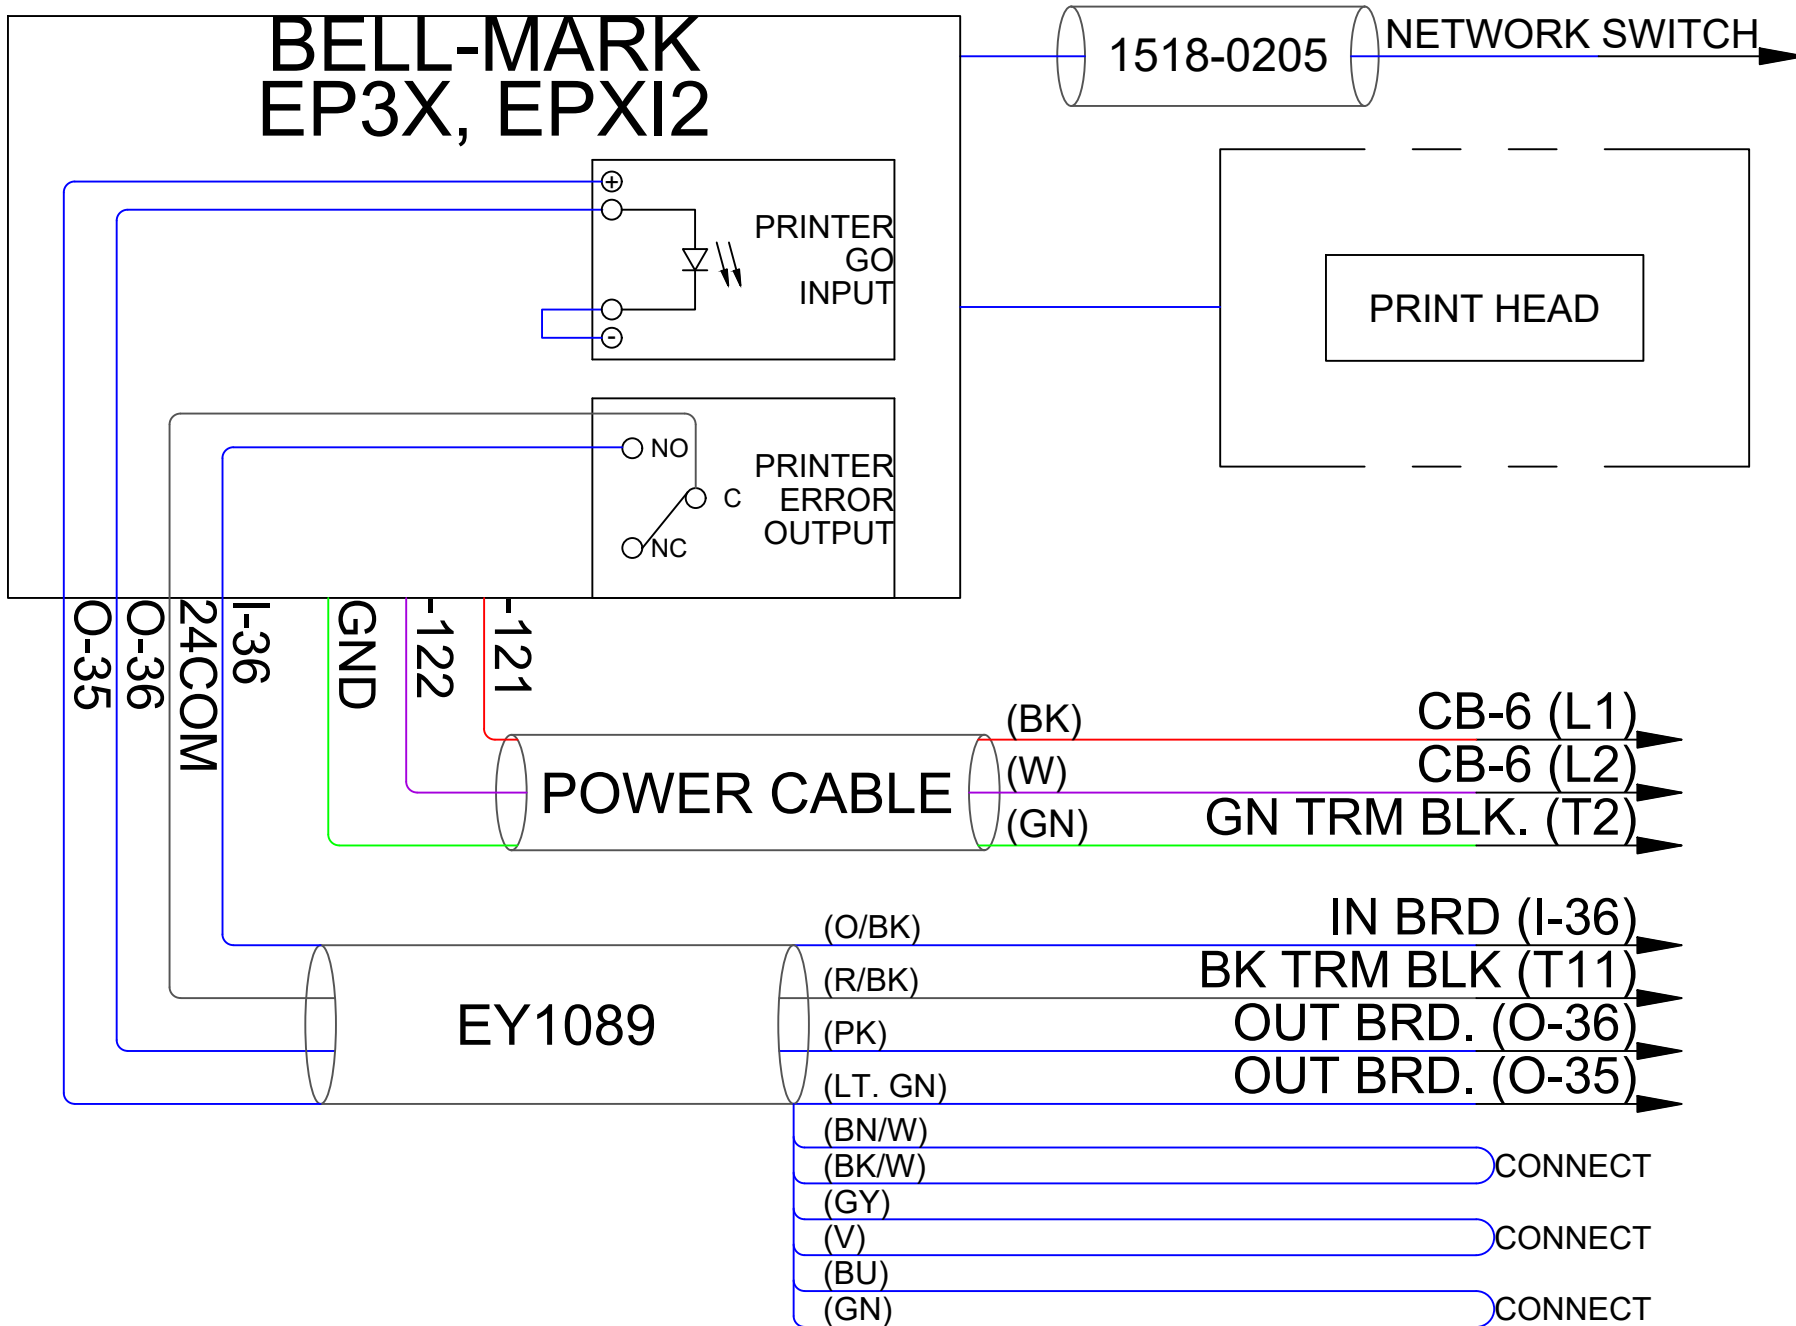 BELL-MARK
EP3X, EPXI2
1518-0205
NETWORK SWITCH
+
PRINTER
GO
INPUT
-
PRINT HEAD
NO
C
NC
PRINTER
ERROR
OUTPUT
O-35
O-36
24COM
I-36
GND
-122
-121
POWER CABLE
(BK)
CB-6 (L1)
(W)
CB-6 (L2)
(GN)
GN TRM BLK. (T2)
EY1089
(O/BK)
IN BRD (I-36)
(R/BK)
BK TRM BLK (T11)
(PK)
OUT BRD. (O-36)
(LT. GN)
OUT BRD. (O-35)
(BN/W)
(BK/W)
CONNECT
(GY)
(V)
CONNECT
(BU)
(GN)
CONNECT